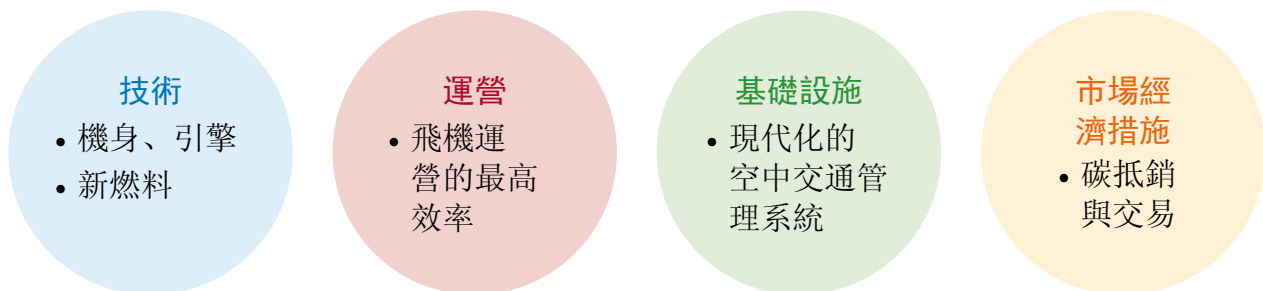 技術
• 機身、引擎
• 新燃料
運營
• 飛機運
營的最高
效率
基礎設施
• 現代化的
空中交通管
理系統
市場經
濟措施
• 碳抵銷
與交易